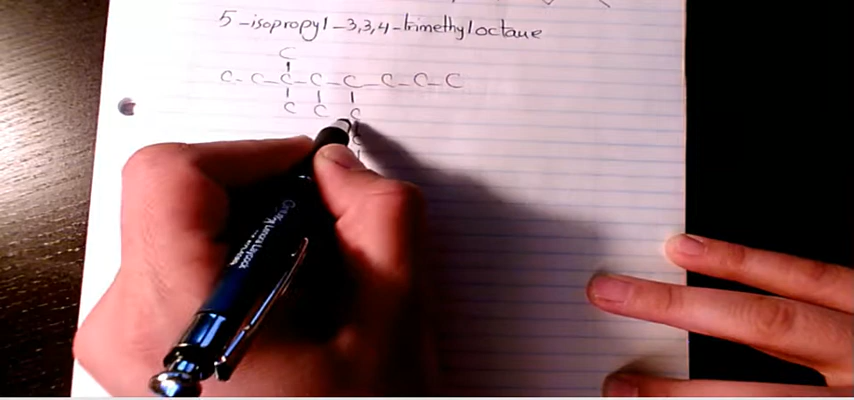 5-isopropyl-3,3,4-trimethyloctane
C
C-C-C-C-C-C-C-C
C C C
C